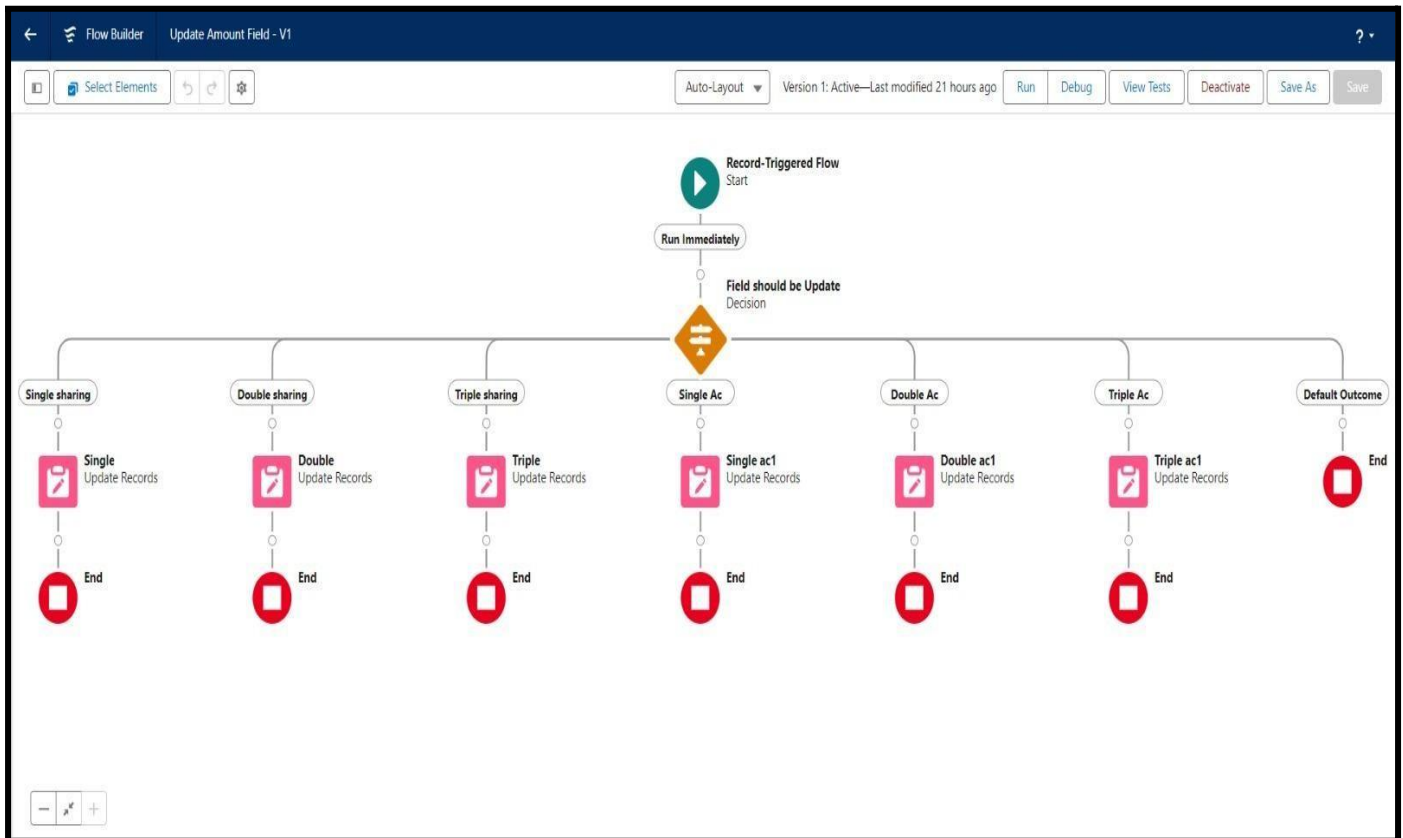 Flow Builder Update Amount Field - V1 ?
Select Elements Auto-Layout Version 1: Active—Last modified 21 hours ago Run Debug View Tests Deactivate Save As Save
Record-Triggered Flow
Start
Run Immediately
Field should be Update
Decision
Single sharing Double sharing Triple sharing Single Ac Double Ac Triple Ac Default Outcome
Single Double Triple Single ac1 Double ac1 Triple ac1 End
Update Records Update Records Update Records Update Records Update Records Update Records
End End End End End End